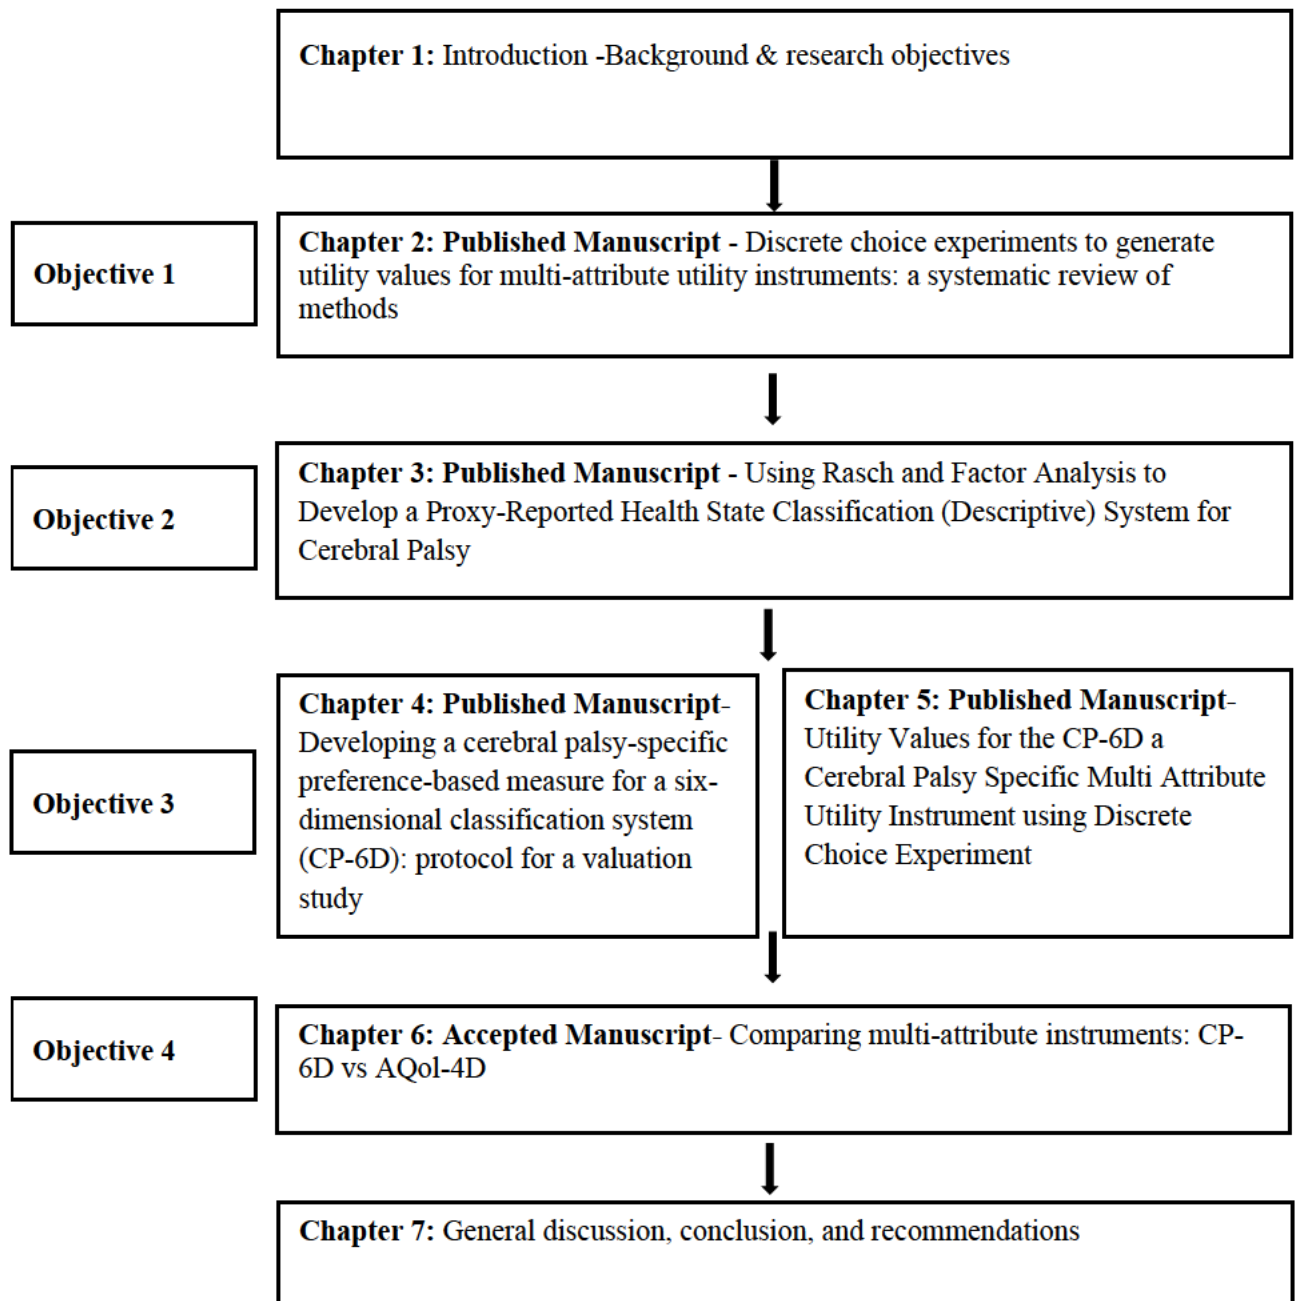 Chapter 1: Introduction -Background & research objectives
Objective 1
Chapter 2: Published Manuscript - Discrete choice experiments to generate
utility values for multi-attribute utility instruments: a systematic review of
methods
Objective 2
Chapter 3: Published Manuscript - Using Rasch and Factor Analysis to
Develop a Proxy-Reported Health State Classification (Descriptive) System for
Cerebral Palsy
Objective 3
Chapter 4: Published Manuscript-
Developing a cerebral palsy-specific
preference-based measure for a six-
dimensional classification system
(CP-6D): protocol for a valuation
study
Chapter 5: Published Manuscript-
Utility Values for the CP-6D a
Cerebral Palsy Specific Multi Attribute
Utility Instrument using Discrete
Choice Experiment
Objective 4
Chapter 6: Accepted Manuscript- Comparing multi-attribute instruments: CP-
6D vs AQol-4D
Chapter 7: General discussion, conclusion, and recommendations